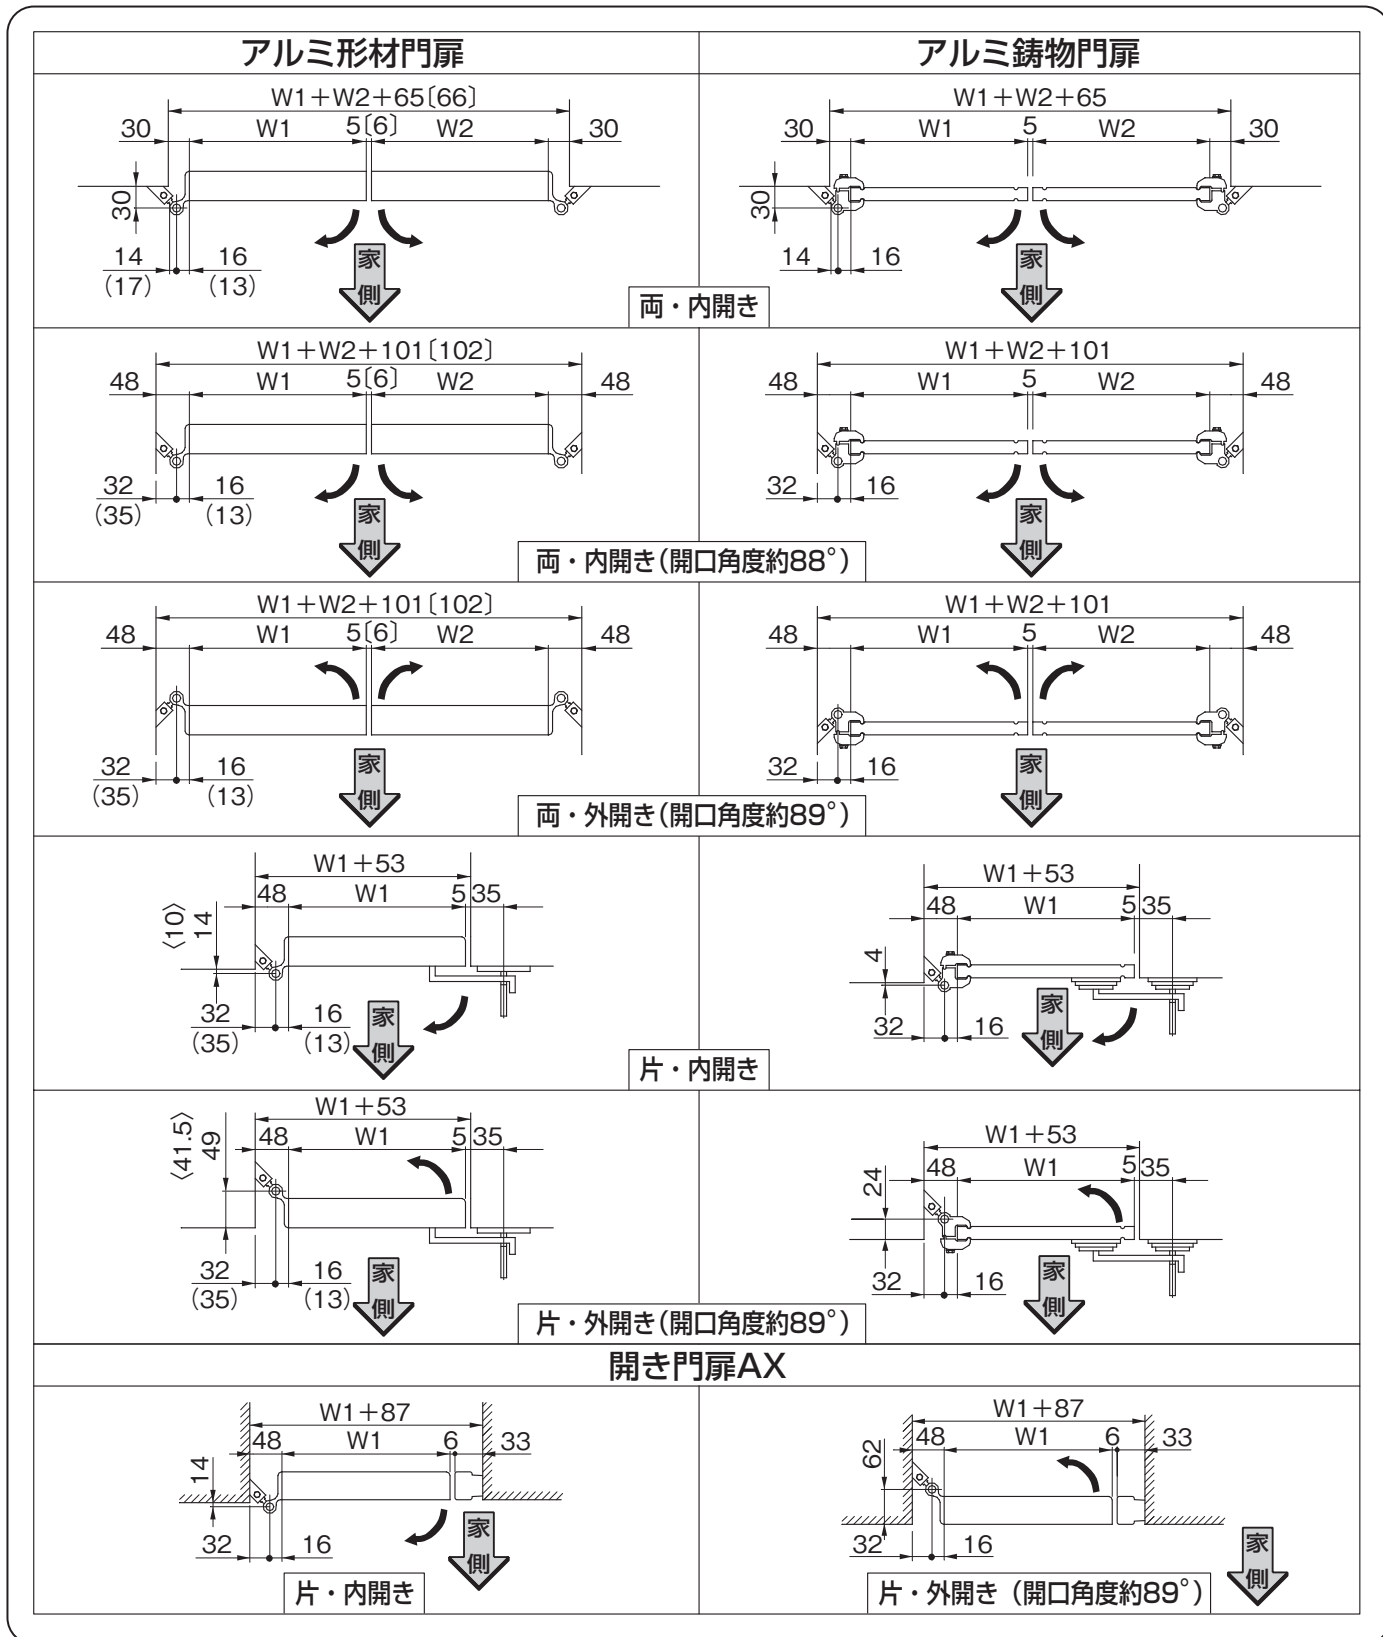 アルミ形材門扉
アルミ鋳物門扉
W1＋W2＋65〔66〕
30 W1 5〔6〕 W2 30
30
14 16
(17) (13)
家側
W1＋W2＋65
30 W1 5 W2 30
30
14 16
家側
両・内開き
W1＋W2＋101〔102〕
48 W1 5〔6〕 W2 48
32 16
(35) (13)
家側
W1＋W2＋101
48 W1 5 W2 48
32 16
家側
両・内開き(開口角度約88°)
W1＋W2＋101〔102〕
48 W1 5〔6〕 W2 48
32 16
(35) (13)
家側
W1＋W2＋101
48 W1 5 W2 48
32 16
家側
両・外開き(開口角度約89°)
W1＋53
48 W1 5 35
〈10〉
14
32 16
(35) (13)
家側
W1＋53
48 W1 5 35
4
32 16
家側
片・内開き
W1＋53
48 W1 5 35
〈41.5〉
49
32 16
(35) (13)
家側
W1＋53
48 W1 5 35
24
32 16
家側
片・外開き(開口角度約89°)
開き門扉AX
W1＋87
48 W1 6 33
14
32 16
家側
片・内開き
W1＋87
48 W1 6 33
62
32 16
家側
片・外開き (開口角度約89°)